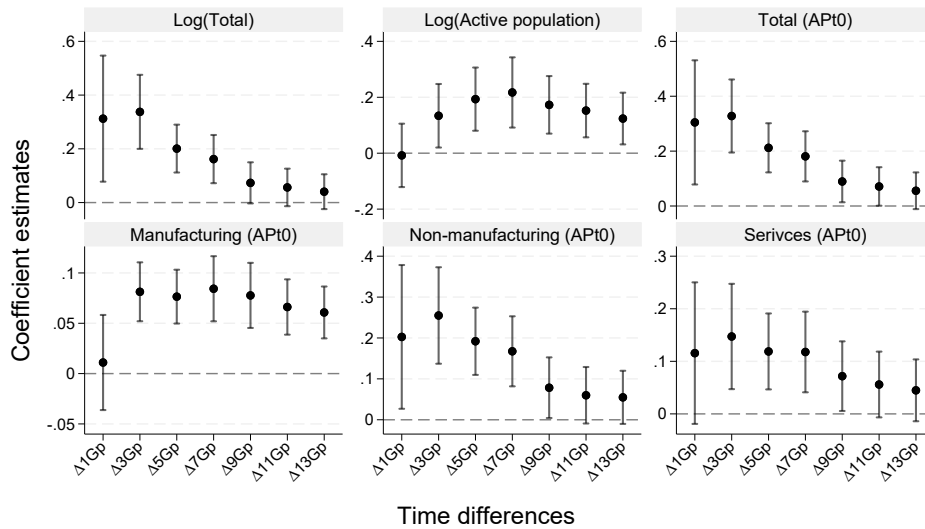 Log(Total)
Log(Active population)
Total (APt0)
.6
.4
.2
0
.4
.2
0
-.2
.6
.4
.2
0
Manufacturing (APt0)
Non-manufacturing (APt0)
Serivces (APt0)
.1
.05
0
-.05
.4
.3
.2
.1
0
.3
.2
.1
0
Coefficient estimates
Δ1Gp
Δ3Gp
Δ5Gp
Δ7Gp
Δ9Gp
Δ11Gp
Δ13Gp
Δ1Gp
Δ3Gp
Δ5Gp
Δ7Gp
Δ9Gp
Δ11Gp
Δ13Gp
Δ1Gp
Δ3Gp
Δ5Gp
Δ7Gp
Δ9Gp
Δ11Gp
Δ13Gp
Time differences